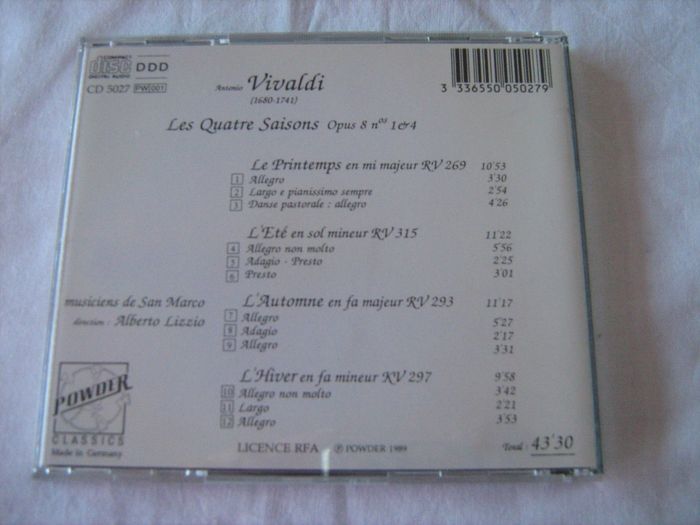 COMPACT
disc DDD
DIGITAL AUDIO
CD 5027 PW 001
Antonio Vivaldi
(1680-1741)
3 336550 050279
Les Quatre Saisons Opus 8 nos 1&4
Le Printemps en mi majeur RV 269 10'53
1 Allegro 3'30
2 Largo e pianissimo sempre 2'54
3 Danse pastorale : allegro 4'26
L'Eté en sol mineur RV 315 11'22
4 Allegro non molto 5'56
5 Adagio - Presto 2'25
6 Presto 3'01
musiciens de San Marco
direction : Alberto Lizzio
L'Automne en fa majeur RV 293 11'17
7 Allegro 5'27
8 Adagio 2'17
9 Allegro 3'31
L'Hiver en fa mineur RV 297 9'58
10 Allegro non molto 3'42
11 Largo 2'21
12 Allegro 3'53
POWDER
CLASSICS
Made in Germany
LICENCE RFA ℗ POWDER 1989
Total : 43'30